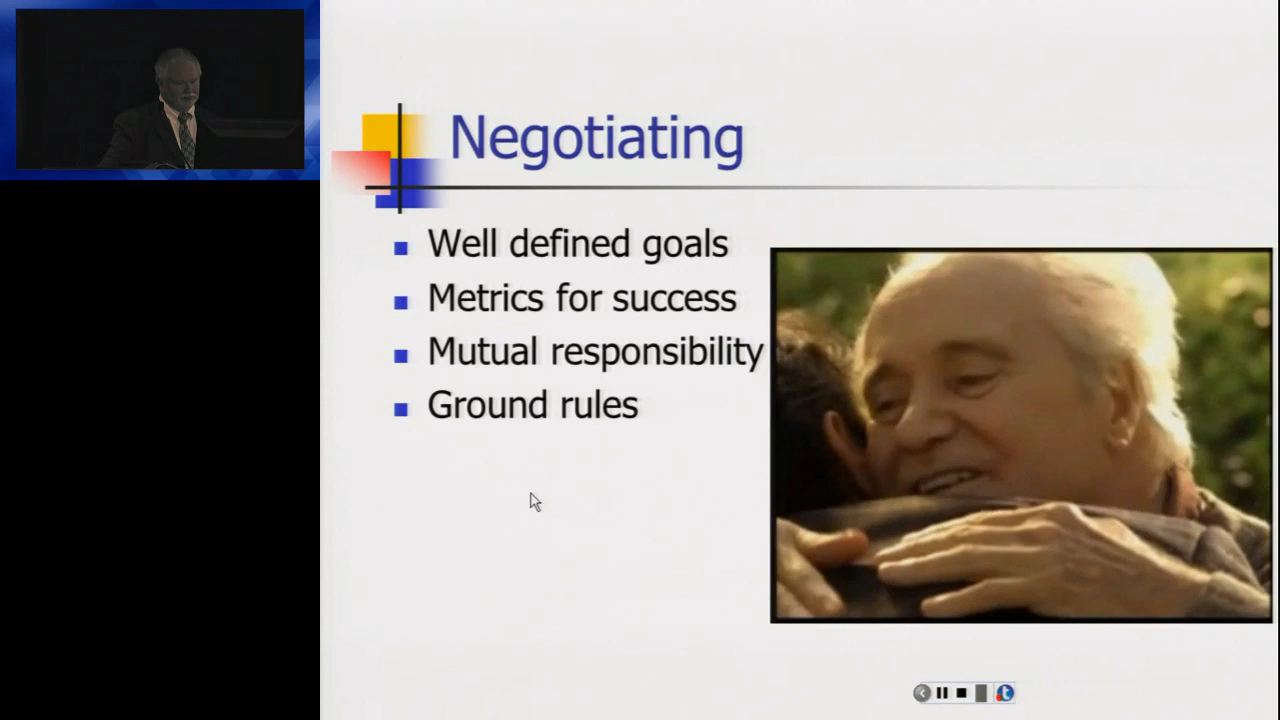 Negotiating
Well defined goals
Metrics for success
Mutual responsibility
Ground rules